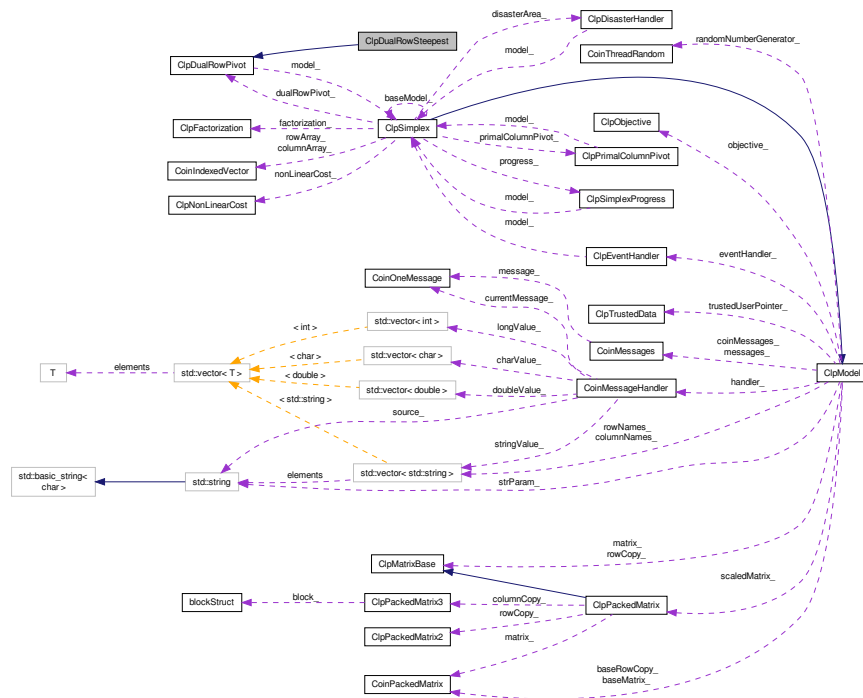 ClpDualRowSteepest
disasterArea_
ClpDisasterHandler
randomNumberGenerator_
CoinThreadRandom
model_
ClpDualRowPivot
model_
dualRowPivot_
baseModel_
ClpSimplex
ClpFactorization
factorization_
rowArray_
columnArray_
CoinIndexedVector
nonLinearCost_
ClpNonLinearCost
model_
primalColumnPivot_
ClpObjective
ClpPrimalColumnPivot
objective_
progress_
ClpSimplexProgress
model_
model_
ClpEventHandler
eventHandler_
CoinOneMessage
message_
currentMessage_
ClpTrustedData
trustedUserPointer_
std::vector< int >
< int >
longValue_
CoinMessages
coinMessages_
messages_
ClpModel
T
elements
std::vector< T >
< char >
std::vector< char >
charValue_
< double >
std::vector< double >
doubleValue_
CoinMessageHandler
handler_
< std::string >
source_
rowNames_
columnNames_
stringValue_
std::basic_string<
char >
std::string
elements
std::vector< std::string >
strParam_
matrix_
rowCopy_
ClpMatrixBase
scaledMatrix_
blockStruct
block_
ClpPackedMatrix3
columnCopy_
ClpPackedMatrix
rowCopy_
ClpPackedMatrix2
matrix_
CoinPackedMatrix
baseRowCopy_
baseMatrix_